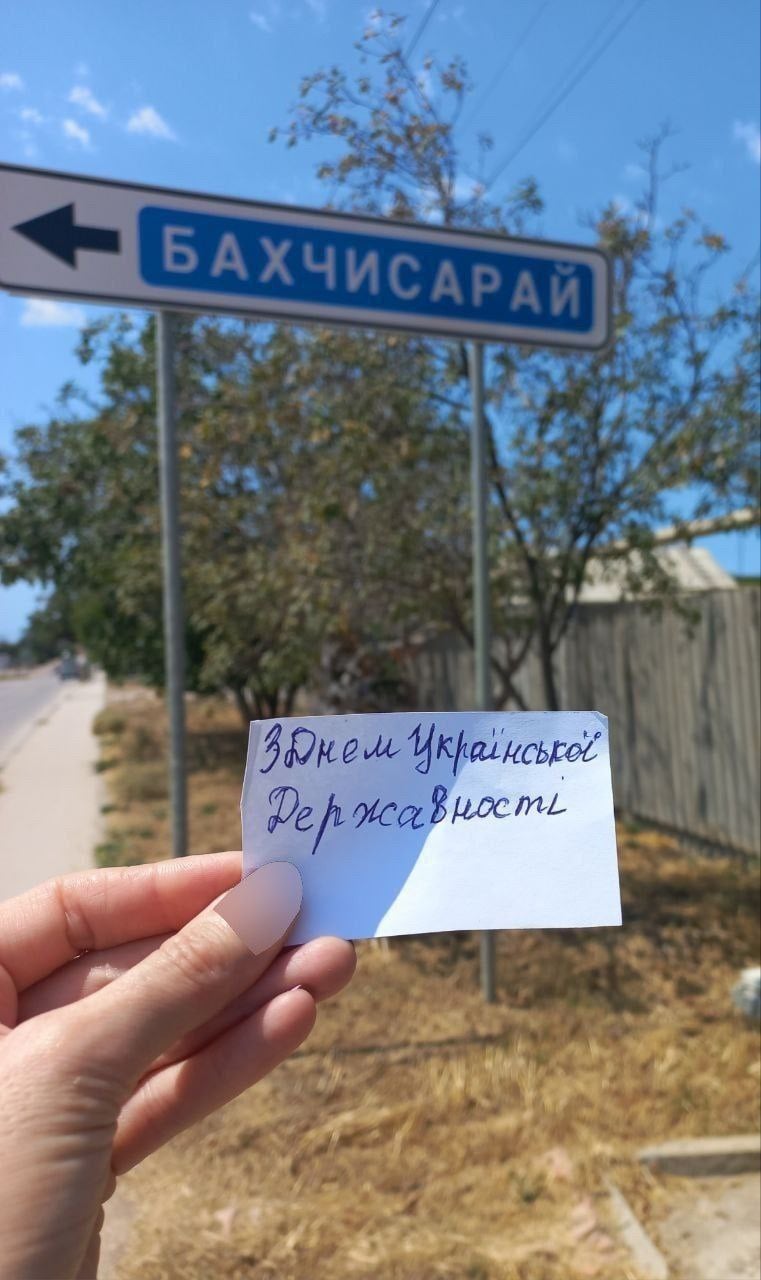 БАХЧИСАРАЙ
З Днем Української
Державності